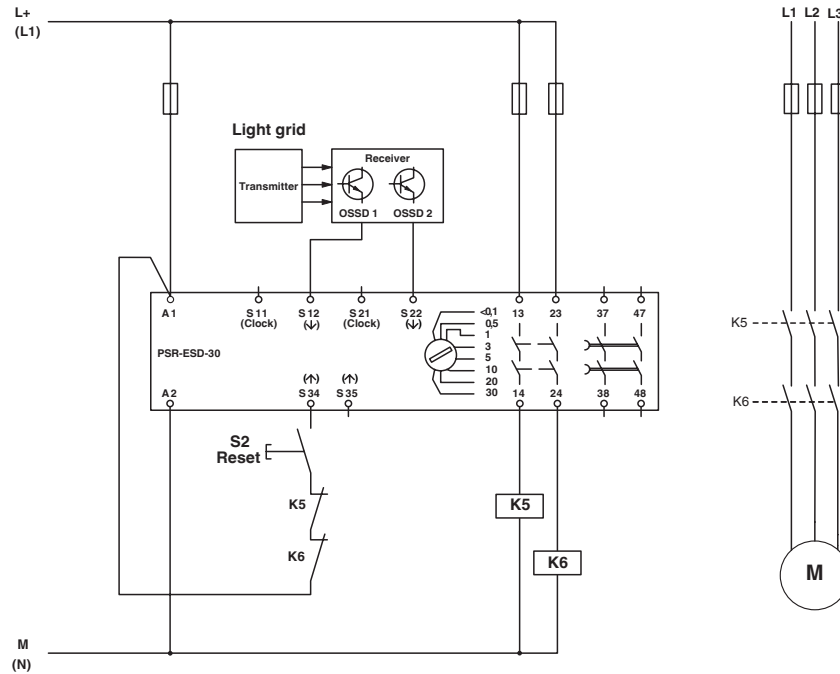 L+
(L1)
L1 L2 L3
Light grid
Transmitter
Receiver
OSSD 1 OSSD 2
A1 S11 S12 S21 S22 <0,1 13 23 37 47
(Clock) (↓) (Clock) (↓) 0,5
1
3
PSR-ESD-30 5
10
(↑) (↑) 20
A2 S34 S35 30 14 24 38 48
K5
K6
S2
Reset
K5
K6
K5
K6
M
M
(N)